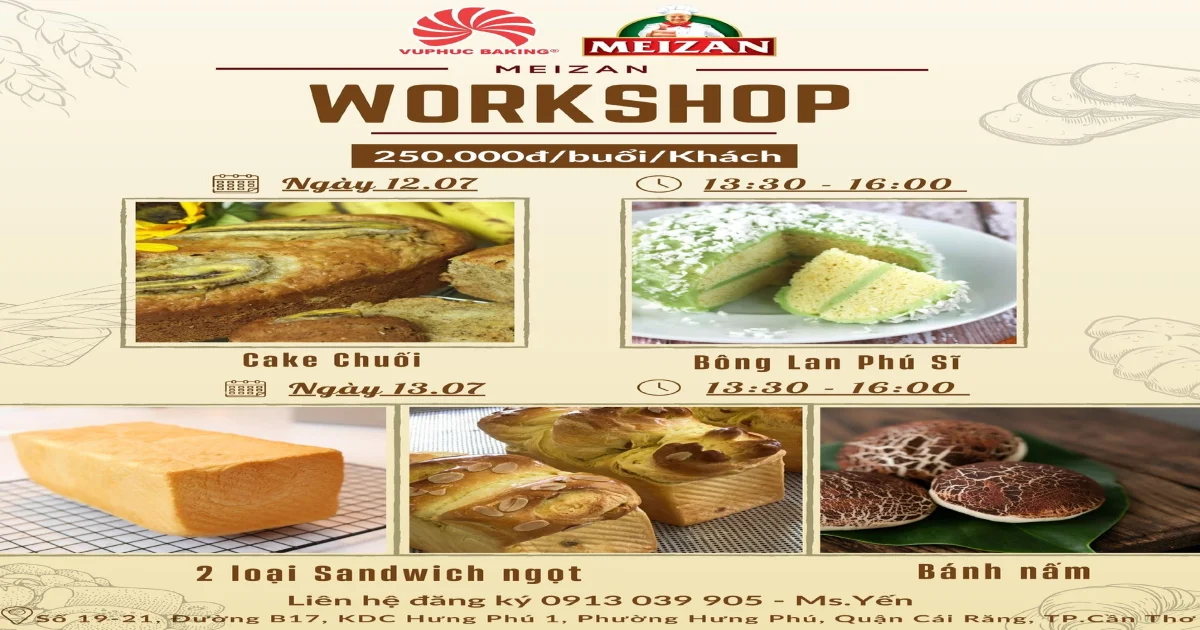 VUPHUC BAKING®
MEIZAN
MEIZAN
WORKSHOP
250.000đ/buổi/Khách
Ngày 12.07
13:30 - 16:00
Cake Chuối
Bông Lan Phú Sĩ
Ngày 13.07
13:30 - 16:00
2 loại Sandwich ngọt
Bánh nấm
Liên hệ đăng ký 0913 039 905 - Ms.Yến
Số 19-21, Đường B17, KDC Hưng Phú 1, Phường Hưng Phú, Quận Cái Răng, TP.Cần Thơ